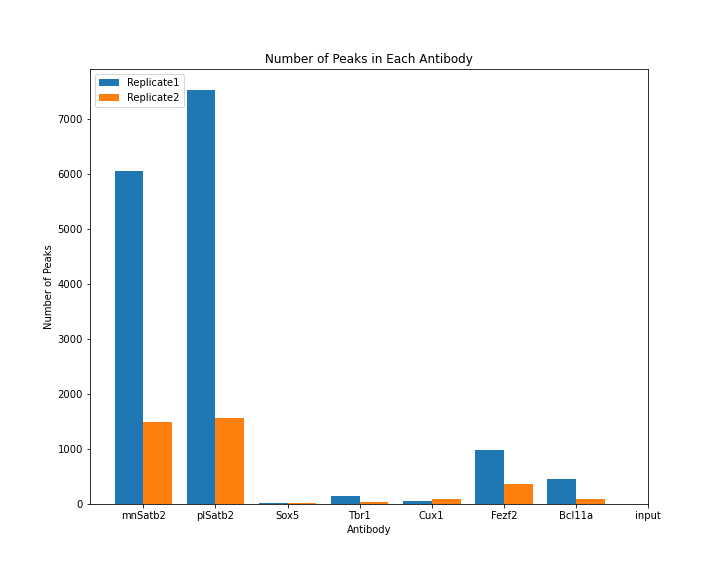 Number of Peaks in Each Antibody
Replicate1
Replicate2
7000
6000
5000
4000
3000
2000
1000
0
Number of Peaks
mnSatb2 plSatb2 Sox5 Tbr1 Cux1 Fezf2 Bcl11a input
Antibody